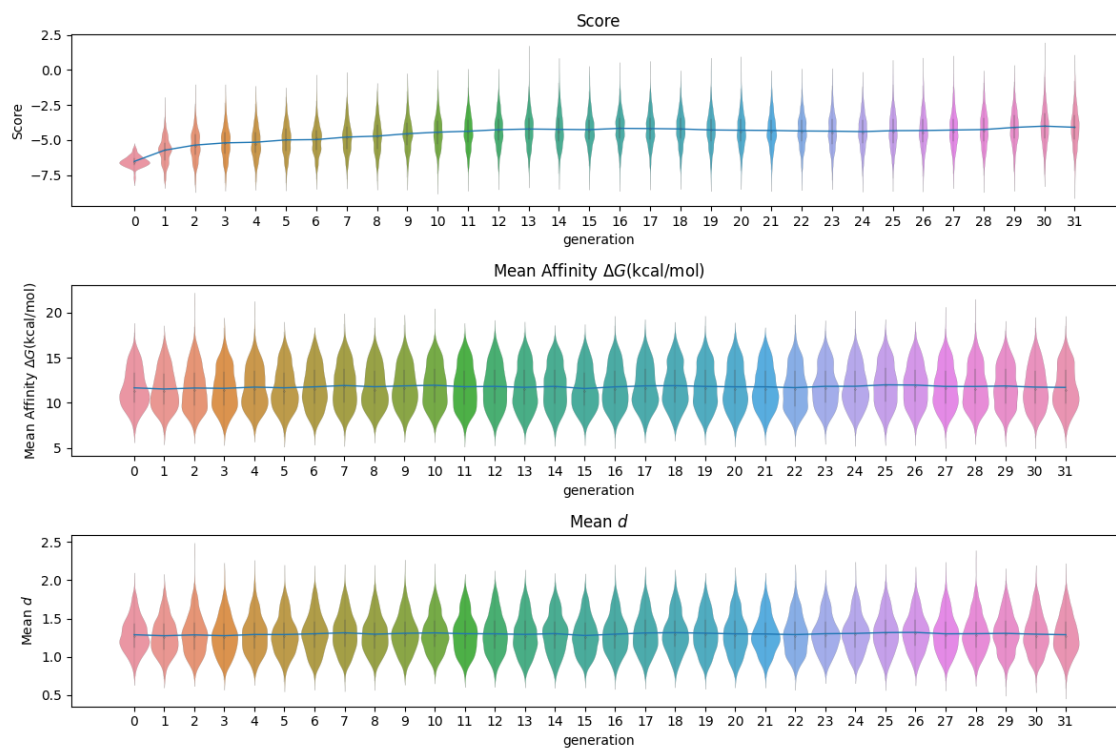 Score
2.5
0.0
−2.5
−5.0
−7.5
Score
0 1 2 3 4 5 6 7 8 9 10 11 12 13 14 15 16 17 18 19 20 21 22 23 24 25 26 27 28 29 30 31
generation
Mean Affinity ΔG(kcal/mol)
20
15
10
5
Mean Affinity ΔG(kcal/mol)
0 1 2 3 4 5 6 7 8 9 10 11 12 13 14 15 16 17 18 19 20 21 22 23 24 25 26 27 28 29 30 31
generation
Mean d
2.5
2.0
1.5
1.0
0.5
Mean d
0 1 2 3 4 5 6 7 8 9 10 11 12 13 14 15 16 17 18 19 20 21 22 23 24 25 26 27 28 29 30 31
generation